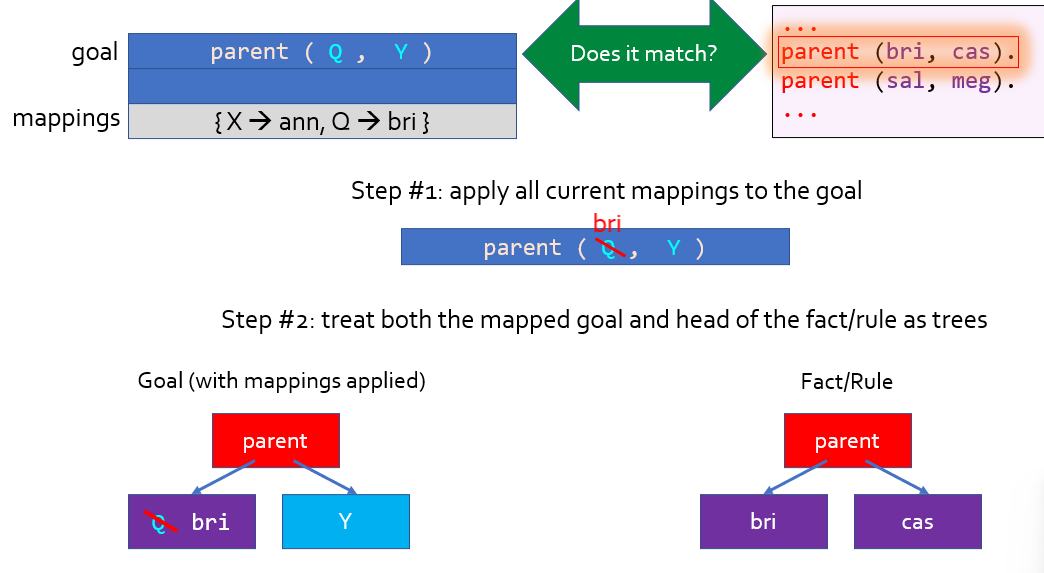 goal
parent ( Q , Y )
mappings
{ X → ann, Q → bri }
Does it match?
...
parent (bri, cas).
parent (sal, meg).
...
Step #1: apply all current mappings to the goal
bri
parent ( Q , Y )
Step #2: treat both the mapped goal and head of the fact/rule as trees
Goal (with mappings applied)
parent
Q bri
Y
Fact/Rule
parent
bri
cas